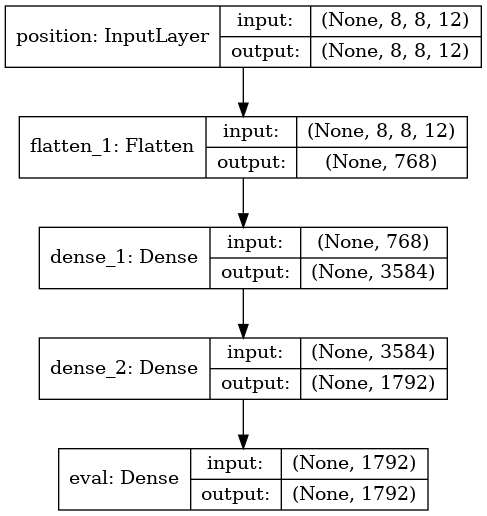 position: InputLayer
input: (None, 8, 8, 12)
output: (None, 8, 8, 12)
flatten_1: Flatten
input: (None, 8, 8, 12)
output: (None, 768)
dense_1: Dense
input: (None, 768)
output: (None, 3584)
dense_2: Dense
input: (None, 3584)
output: (None, 1792)
eval: Dense
input: (None, 1792)
output: (None, 1792)